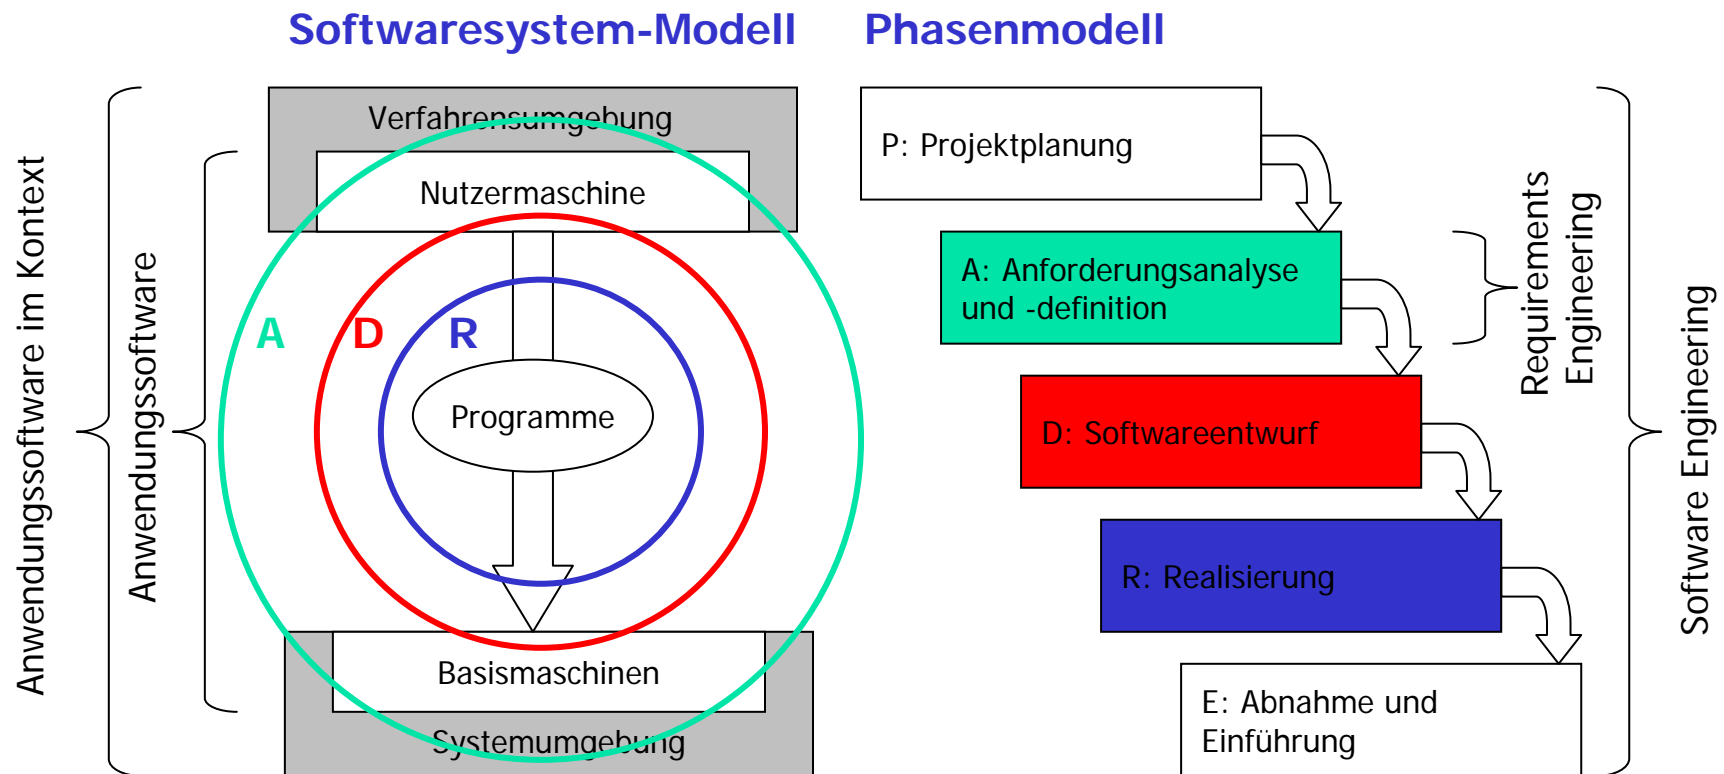 Softwaresystem-Modell
Phasenmodell
Anwendungssoftware im Kontext
Anwendungssoftware
Verfahrensumgebung
Nutzermaschine
A
D
R
Programme
Basismaschinen
Systemumgebung
P: Projektplanung
A: Anforderungsanalyse
und -definition
D: Softwareentwurf
R: Realisierung
E: Abnahme und
Einführung
Requirements
Engineering
Software Engineering